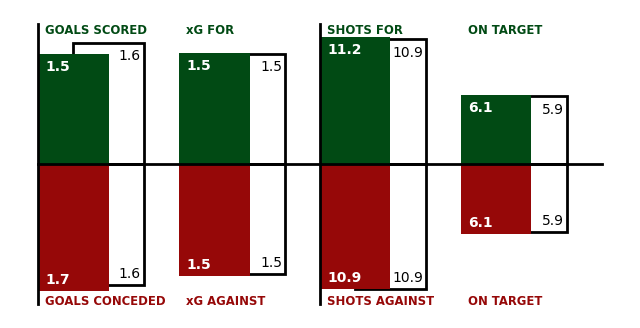 GOALS SCORED xG FOR SHOTS FOR ON TARGET
1.5 1.6 1.5 1.5 11.2 10.9 6.1 5.9
1.7 1.6 1.5 1.5 10.9 10.9 6.1 5.9
GOALS CONCEDED xG AGAINST SHOTS AGAINST ON TARGET